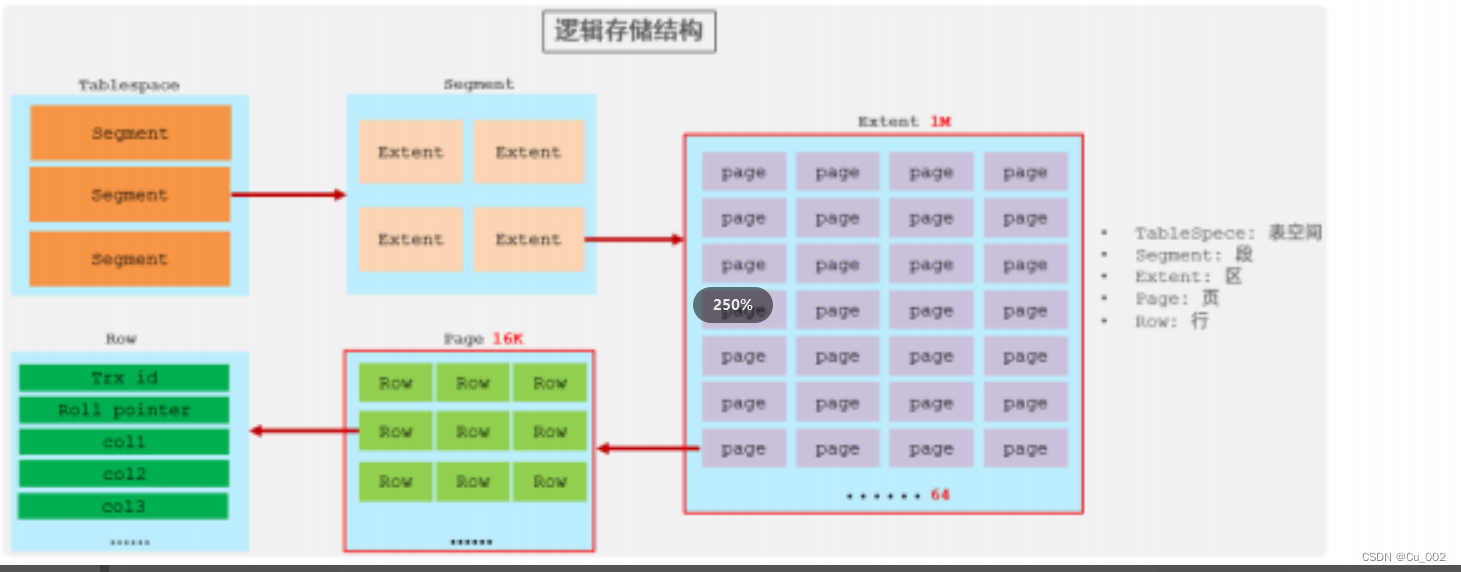 逻辑存储结构
Tablespace
Segment
Segment
Segment
Segment
Extent Extent
Extent Extent
Extent 1M
page page page page
page page page page
page page page page
250%
page page page
page page page page
page page page page
page page page page
...... 64
• TableSpece: 表空间
• Segment: 段
• Extent: 区
• Page: 页
• Row: 行
Row
Trx id
Roll pointer
col1
col2
col3
......
Page 16K
Row Row Row
Row Row Row
Row Row Row
......
CSDN @Cu_002